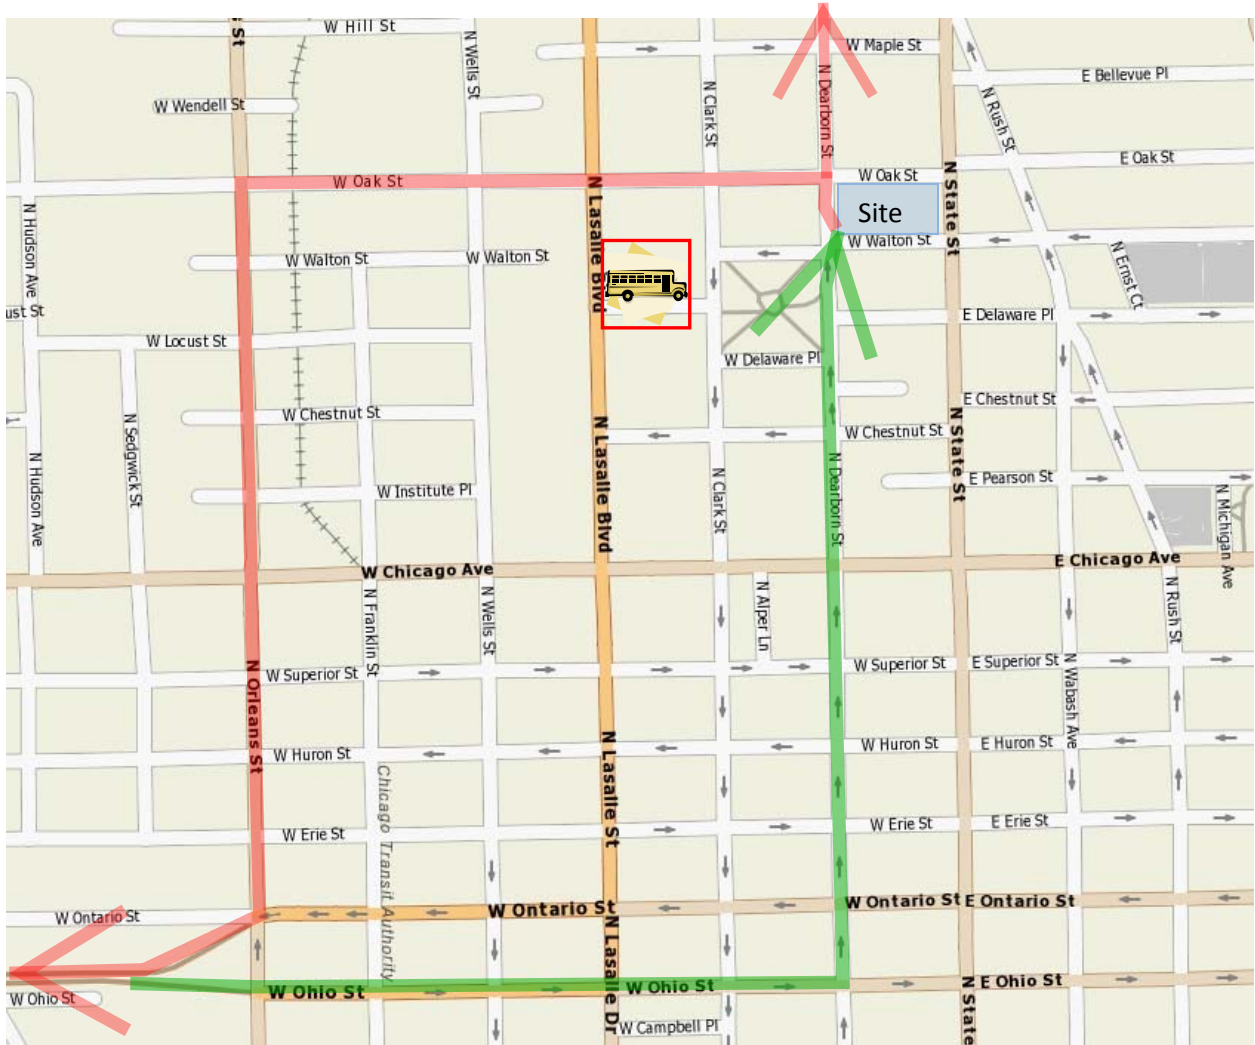 W Hill St
St
N Wells St
W Maple St
E Bellevue Pl
W Wendell St
N Clark St
N Dearborn St
N Rush St
E Oak St
W Oak St
W Oak St
N State St
N Lasalle Blvd
N Hudson Ave
Site
W Walton St
W Walton St
W Walton St
N Ernst Ct
ust St
W Locust St
E Delaware Pl
W Delaware Pl
W Chestnut St
E Chestnut St
W Chestnut St
N Sedgwick St
N Lasalle Blvd
N State St
N Hudson Ave
W Institute Pl
N Clark St
N Dearborn St
E Pearson St
N Michigan Ave
W Chicago Ave
E Chicago Ave
N Franklin St
N Wells St
N Alper Ln
N Rush St
N Orleans St
W Superior St
W Superior St
E Superior St
N Wabash Ave
W Huron St
N Lasalle St
W Huron St
E Huron St
Chicago Transit Authority
W Erie St
W Erie St
E Erie St
W Ontario St
W Ontario St
W Ontario St
E Ontario St
N Lasalle Dr
W Ohio St
W Ohio St
W Ohio St
E Ohio St
N State
W Campbell Pl